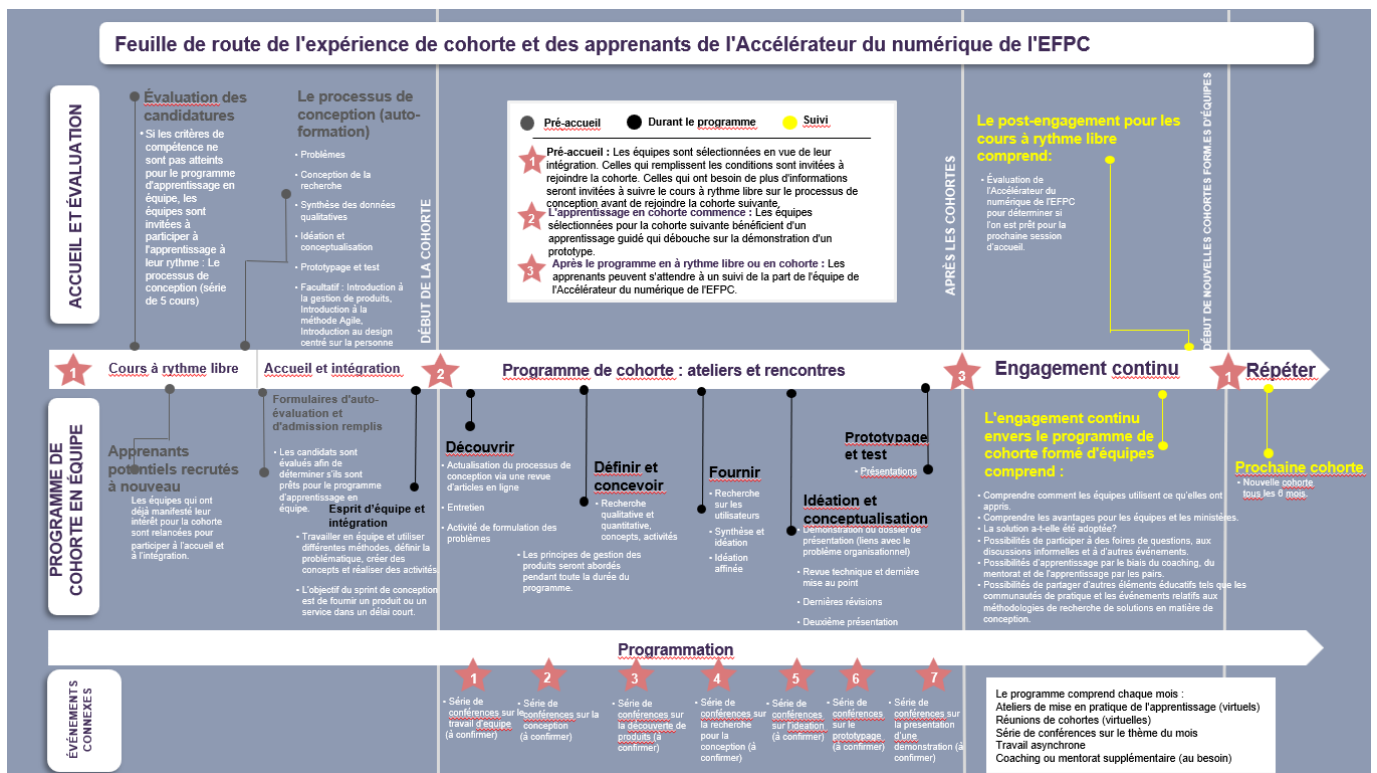 Feuille de route de l'expérience de cohorte et des apprenants de l'Accélérateur du numérique de l'EFPC
ACCUEIL ET ÉVALUATION
Évaluation des
candidatures
• Si les critères de
compétence ne
sont pas atteints
pour le programme
d'apprentissage en
équipe, les
équipes sont
invitées à
participer à
l'apprentissage à
leur rythme : Le
processus de
conception (série
de 5 cours)
Le processus de
conception (auto-
formation)
• Problèmes
• Conception de la
recherche
• Synthèse des données
qualitatives
• Idéation et
conceptualisation
• Prototypage et test
• Facultatif : Introduction à
la gestion de produits,
Introduction à la
méthode Agile,
Introduction au design
centré sur la personne
DÉBUT DE LA COHORTE
Pré-accueil
Durant le programme
Suivi
1
Pré-accueil : Les équipes sont sélectionnées en vue de leur
intégration. Celles qui remplissent les conditions sont invitées à
rejoindre la cohorte. Celles qui ont besoin de plus d'informations
seront invitées à suivre le cours à rythme libre sur le processus de
conception avant de rejoindre la cohorte suivante.
2
L'apprentissage en cohorte commence : Les équipes
sélectionnées pour la cohorte suivante bénéficient d'un
apprentissage guidé qui débouche sur la démonstration d'un
prototype.
3
Après le programme en à rythme libre ou en cohorte : Les
apprenants peuvent s'attendre à un suivi de la part de l'équipe de
l'Accélérateur du numérique de l'EFPC.
APRÈS LES COHORTES
Le post-engagement pour les
cours à rythme libre
comprend:
• Évaluation de
l'Accélérateur du
numérique de l'EFPC
pour déterminer si
l'on est prêt pour la
prochaine session
d'accueil.
DÉBUT DE NOUVELLES COHORTES FORM.ES D'ÉQUIPES
1
Cours à rythme libre
Accueil et intégration
2
Programme de cohorte : ateliers et rencontres
3
Engagement continu
1
Répéter
PROGRAMME DE
COHORTE EN ÉQUIPE
Apprenants
potentiels recrutés
à nouveau
Les équipes qui ont
déjà manifesté leur
intérêt pour la cohorte
sont relancées pour
participer à l'accueil et
à l'intégration.
Formulaires d'auto-
évaluation et
d'admission remplis
• Les candidats sont
évalués afin de
déterminer s'ils sont
prêts pour le programme
d'apprentissage en
équipe.
Esprit d'équipe et
intégration
• Travailler en équipe et utiliser
différentes méthodes, définir la
problématique, créer des
concepts et réaliser des activités
• L'objectif du sprint de conception
est de fournir un produit ou un
service dans un délai court.
Découvrir
• Actualisation du processus de
conception via une revue
d'articles en ligne
• Entretien
• Activité de formulation des
problèmes
Définir et
concevoir
• Recherche
qualitative et
quantitative,
concepts, activités
• Les principes de gestion des
produits seront abordés
pendant toute la durée du
programme.
Fournir
• Recherche
sur les
utilisateurs
• Synthèse et
idéation
• Idéation
affinée
Prototypage
et test
• Présentations
Idéation et
conceptualisation
• Démonstration ou dossier de
présentation (liens avec le
problème organisationnel)
• Revue technique et dernière
mise au point
• Dernières révisions
• Deuxième présentation
L'engagement continu
envers le programme de
cohorte formé d'équipes
comprend :
• Comprendre comment les équipes utilisent ce qu'elles ont
appris.
• Comprendre les avantages pour les équipes et les ministères.
• La solution a-t-elle été adoptée?
• Possibilités de participer á des foires de questions, aux
discussions informelles et á d'autres événements.
• Possibilités d'apprentissage par le biais du coaching, du
mentorat et de l'apprentissage par les pairs.
• Possibilités de partager d'autres éléments éducatifs tels que les
communautés de pratique et les événements relatifs aux
méthodologies de recherche de solutions en matière de
conception.
Prochaine cohorte
• Nouvelle cohorte
tous les 6 mois.
Programmation
ÉVÉNEMENTS
CONNEXES
1
• Série de
conférences sur le
travail d'equipe
(á confirmer)
2
• Série de
conférences sur la
conception
(á confirmer)
3
• Série de
conférences sur
la découverte de
produits (á
confirmer)
4
• Série de
conférences sur
la recherche
pour la
conception (á
confirmer)
5
• Série de
conférences
sur l'idéation
(á confirmer)
6
• Série de
conférences
sur le
prototypage
(á confirmer)
7
• Série de
conférences sur
la presentation
d'une
demonstration (á
confirmer)
Le programme comprend chaque mois :
Ateliers de mise en pratique de l'apprentissage (virtuels)
Réunions de cohortes (virtuelles)
Série de conférences sur le thème du mois
Travail asynchrone
Coaching ou mentorat supplémentaire (au besoin)